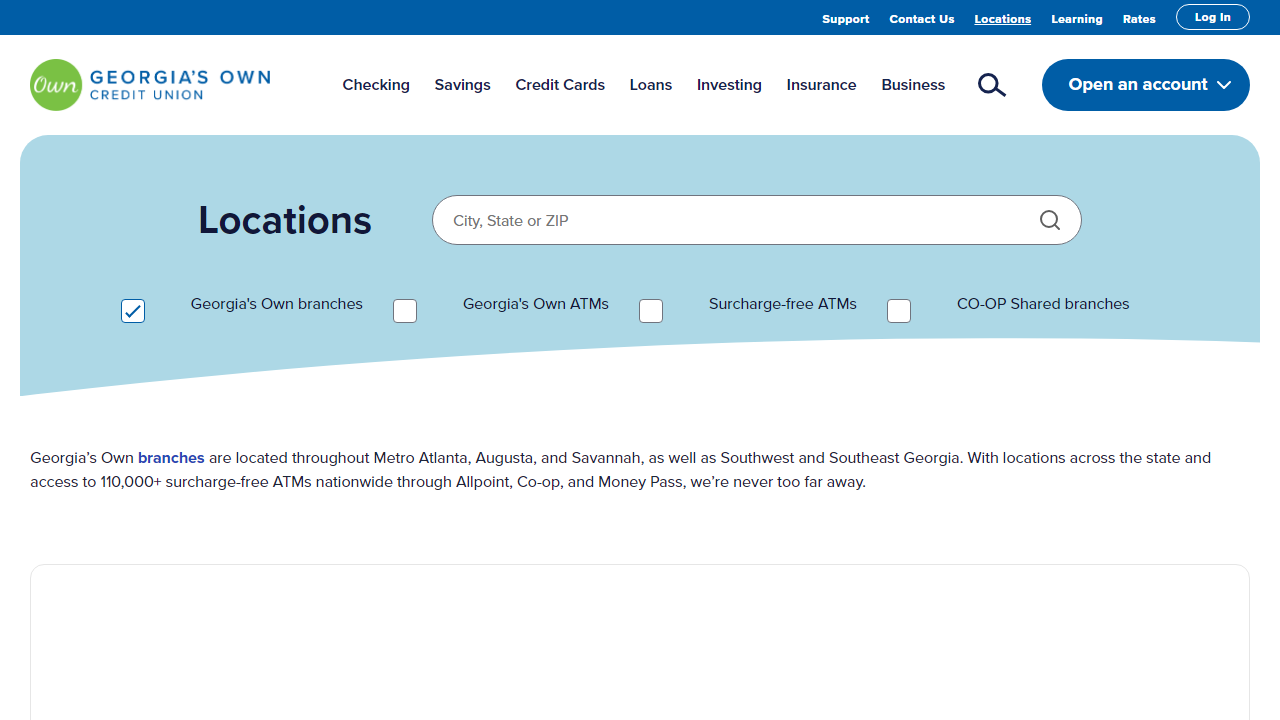 Support Contact Us Locations Learning Rates Log In
Own GEORGIA'S OWN
CREDIT UNION
Checking Savings Credit Cards Loans Investing Insurance Business Open an account
Locations City, State or ZIP
Georgia's Own branches Georgia's Own ATMs Surcharge-free ATMs CO-OP Shared branches
Georgia’s Own branches are located throughout Metro Atlanta, Augusta, and Savannah, as well as Southwest and Southeast Georgia. With locations across the state and
access to 110,000+ surcharge-free ATMs nationwide through Allpoint, Co-op, and Money Pass, we’re never too far away.